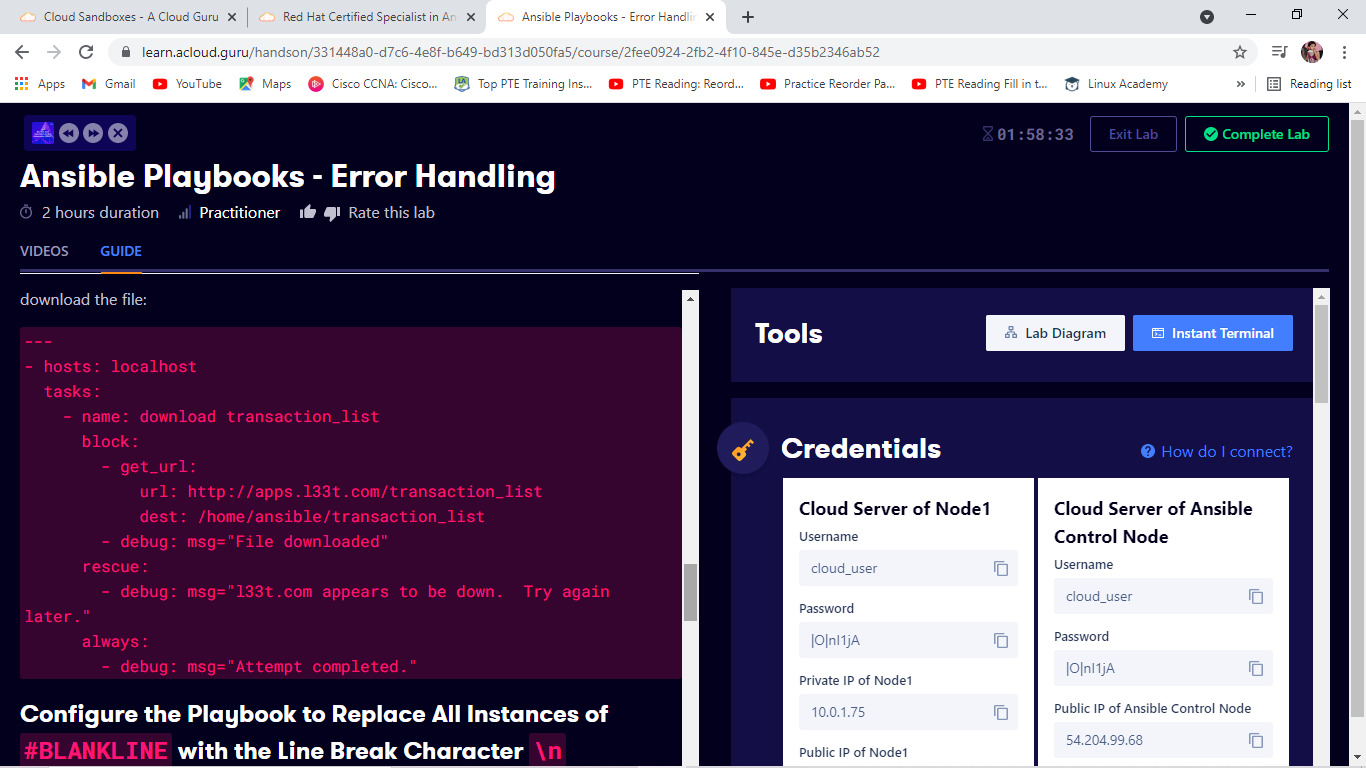 Cloud Sandboxes - A Cloud Guru
Red Hat Certified Specialist in An
Ansible Playbooks - Error Handlin
learn.acloud.guru/handson/331448a0-d7c6-4e8f-b649-bd313d050fa5/course/2fee0924-2fb2-4f10-845e-d35b2346ab52
Apps Gmail YouTube Maps Cisco CCNA: Cisco... Top PTE Training Ins... PTE Reading: Reord... Practice Reorder Pa... PTE Reading Fill in t... Linux Academy » Reading list
01:58:33 Exit Lab Complete Lab
Ansible Playbooks - Error Handling
2 hours duration Practitioner Rate this lab
VIDEOS GUIDE
download the file:
---
- hosts: localhost
  tasks:
    - name: download transaction_list
      block:
        - get_url:
            url: http://apps.l33t.com/transaction_list
            dest: /home/ansible/transaction_list
        - debug: msg="File downloaded"
      rescue:
        - debug: msg="l33t.com appears to be down.  Try again
later."
      always:
        - debug: msg="Attempt completed."
Configure the Playbook to Replace All Instances of
#BLANKLINE with the Line Break Character \n
Tools
Lab Diagram
Instant Terminal
Credentials
How do I connect?
Cloud Server of Node1
Username
cloud_user
Password
|O|nI1jA
Private IP of Node1
10.0.1.75
Public IP of Node1
Cloud Server of Ansible
Control Node
Username
cloud_user
Password
|O|nI1jA
Public IP of Ansible Control Node
54.204.99.68